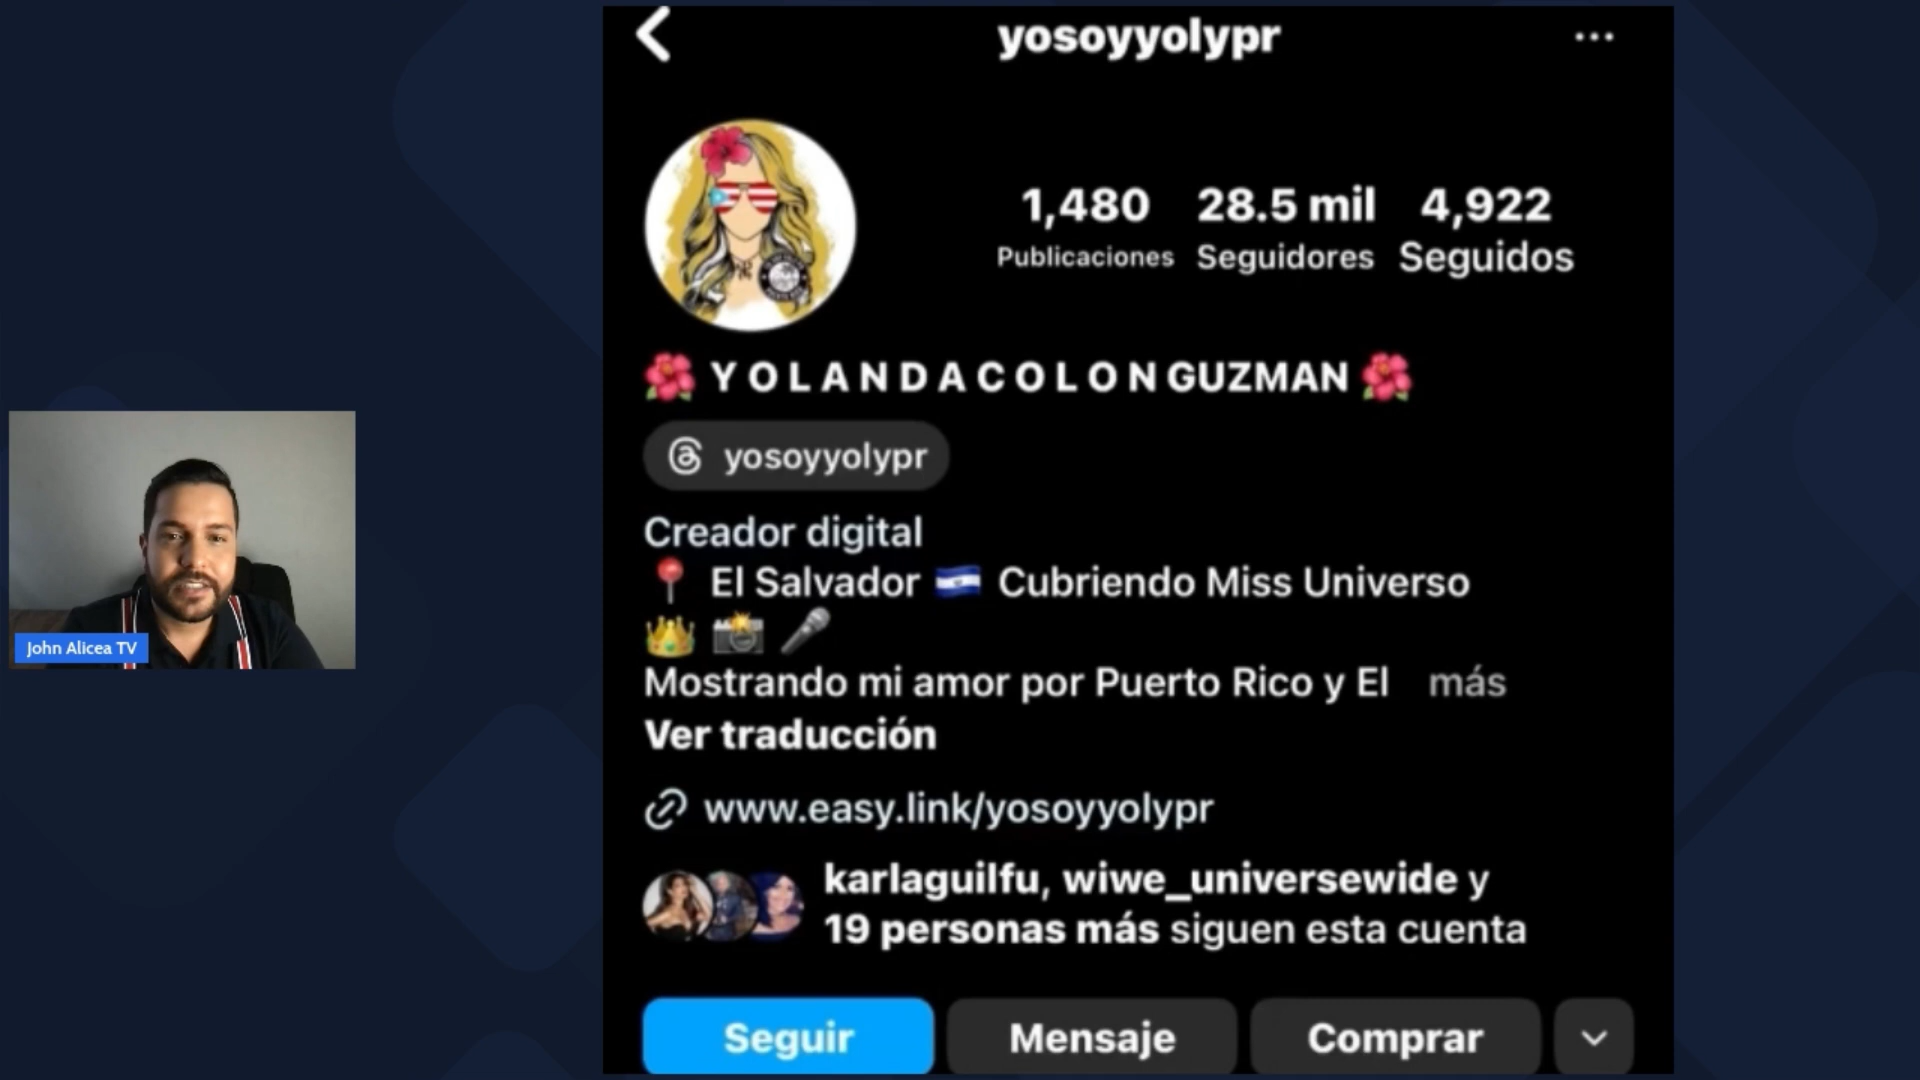 yosoyyolypr
1,480 28.5 mil 4,922
Publicaciones Seguidores Seguidos
🌺 Y O L A N D A C O L O N GUZMAN 🌺
yosoyyolypr
Creador digital
📍 El Salvador 🇸🇻 Cubriendo Miss Universo
👑 📸 🎤
Mostrando mi amor por Puerto Rico y El más
Ver traducción
www.easy.link/yosoyyolypr
karlaguilfu, wiwe_universewide y
19 personas más siguen esta cuenta
Seguir Mensaje Comprar
John Alicea TV